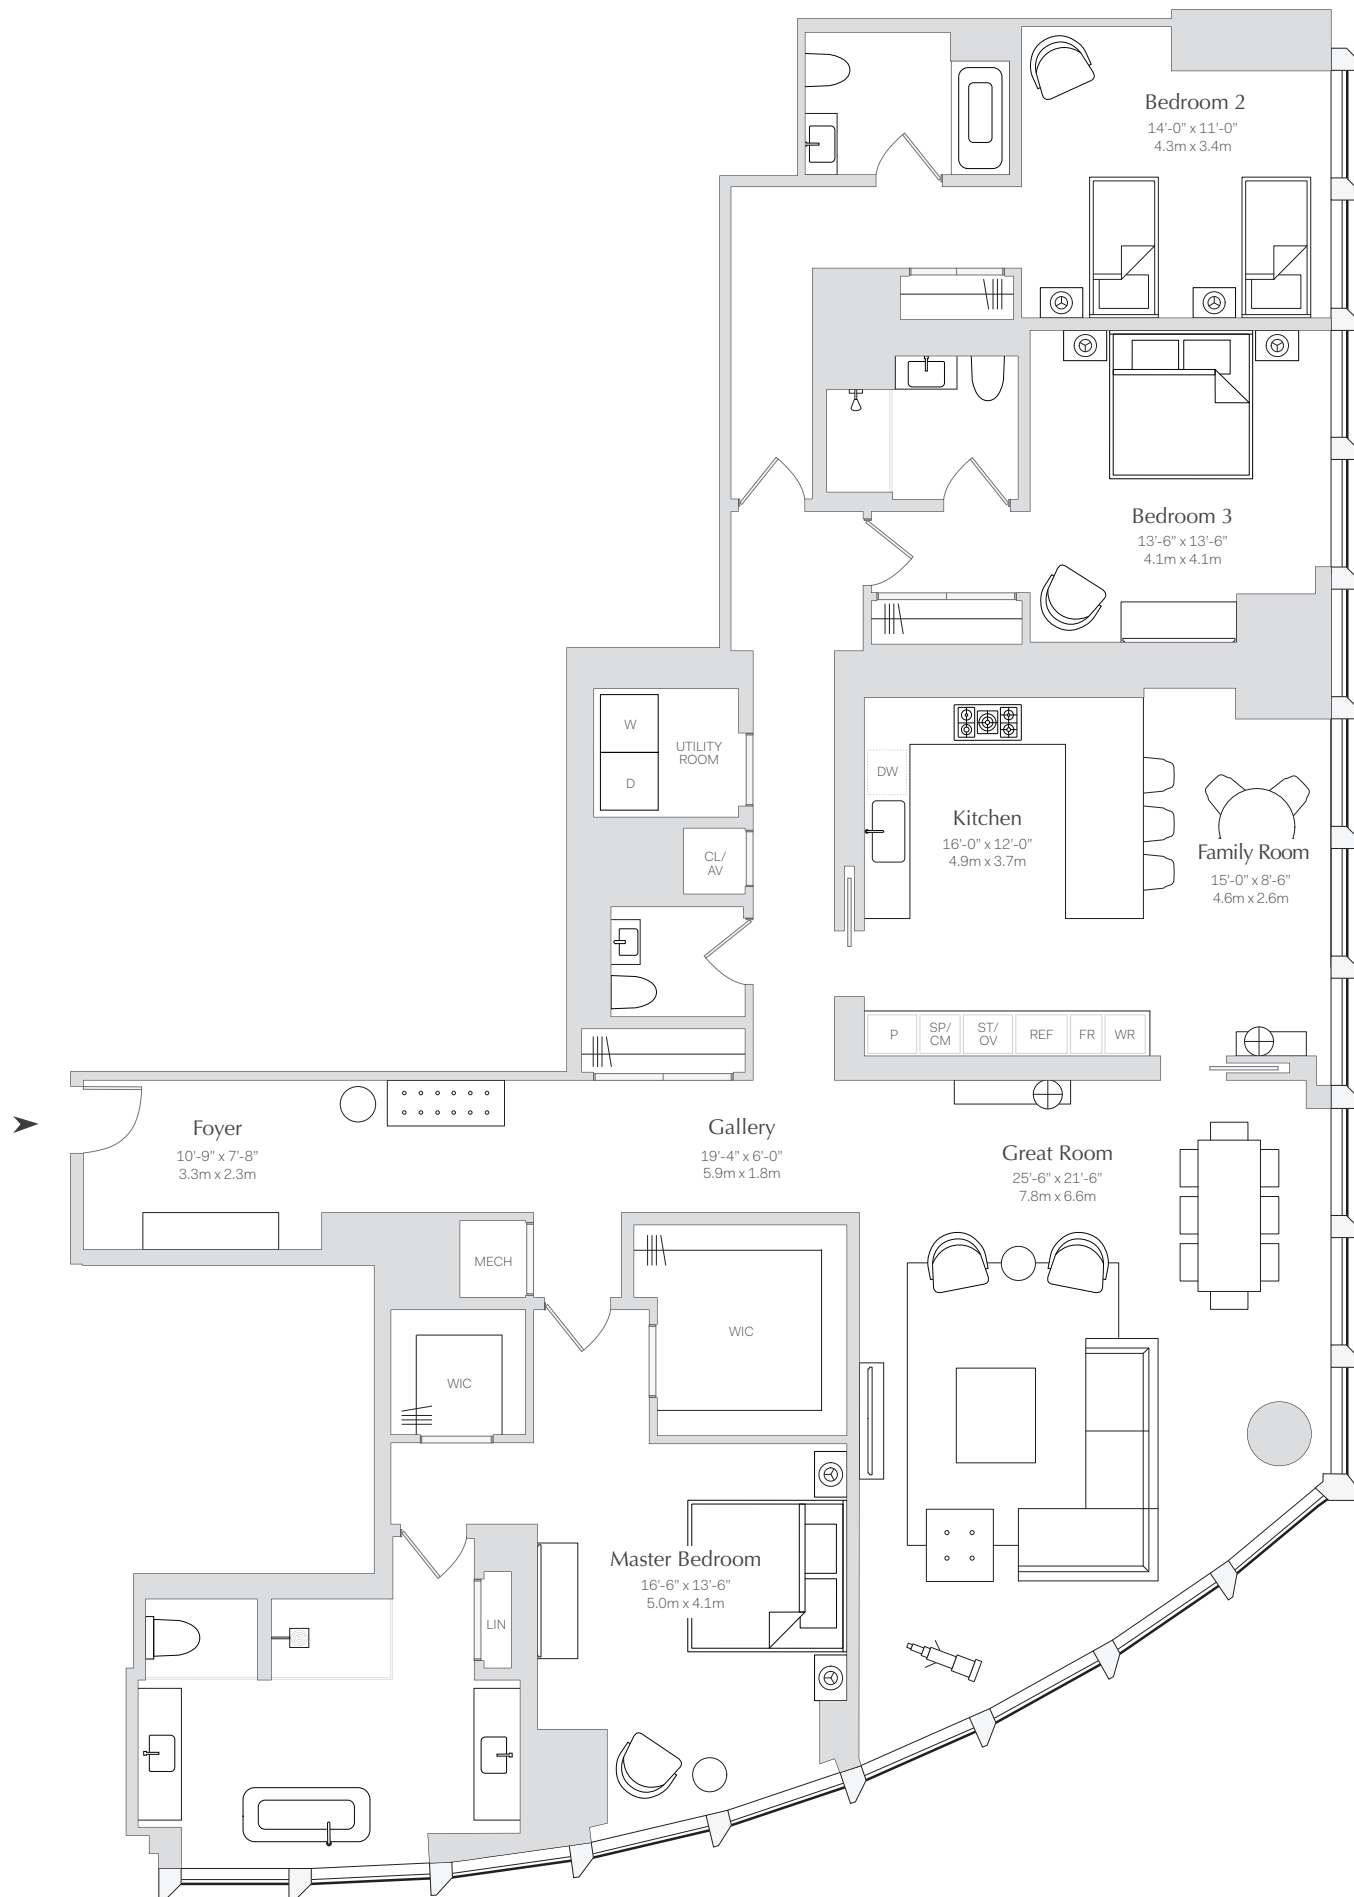 Bedroom 2
14'-0" x 11'-0"
4.3m x 3.4m
Bedroom 3
13'-6" x 13'-6"
4.1m x 4.1m
W
D
UTILITY
ROOM
CL/
AV
DW
Kitchen
16'-0" x 12'-0"
4.9m x 3.7m
Family Room
15'-0" x 8'-6"
4.6m x 2.6m
P
SP/
CM
ST/
OV
REF
FR
WR
Foyer
10'-9" x 7'-8"
3.3m x 2.3m
Gallery
19'-4" x 6'-0"
5.9m x 1.8m
Great Room
25'-6" x 21'-6"
7.8m x 6.6m
MECH
WIC
WIC
Master Bedroom
16'-6" x 13'-6"
5.0m x 4.1m
LIN